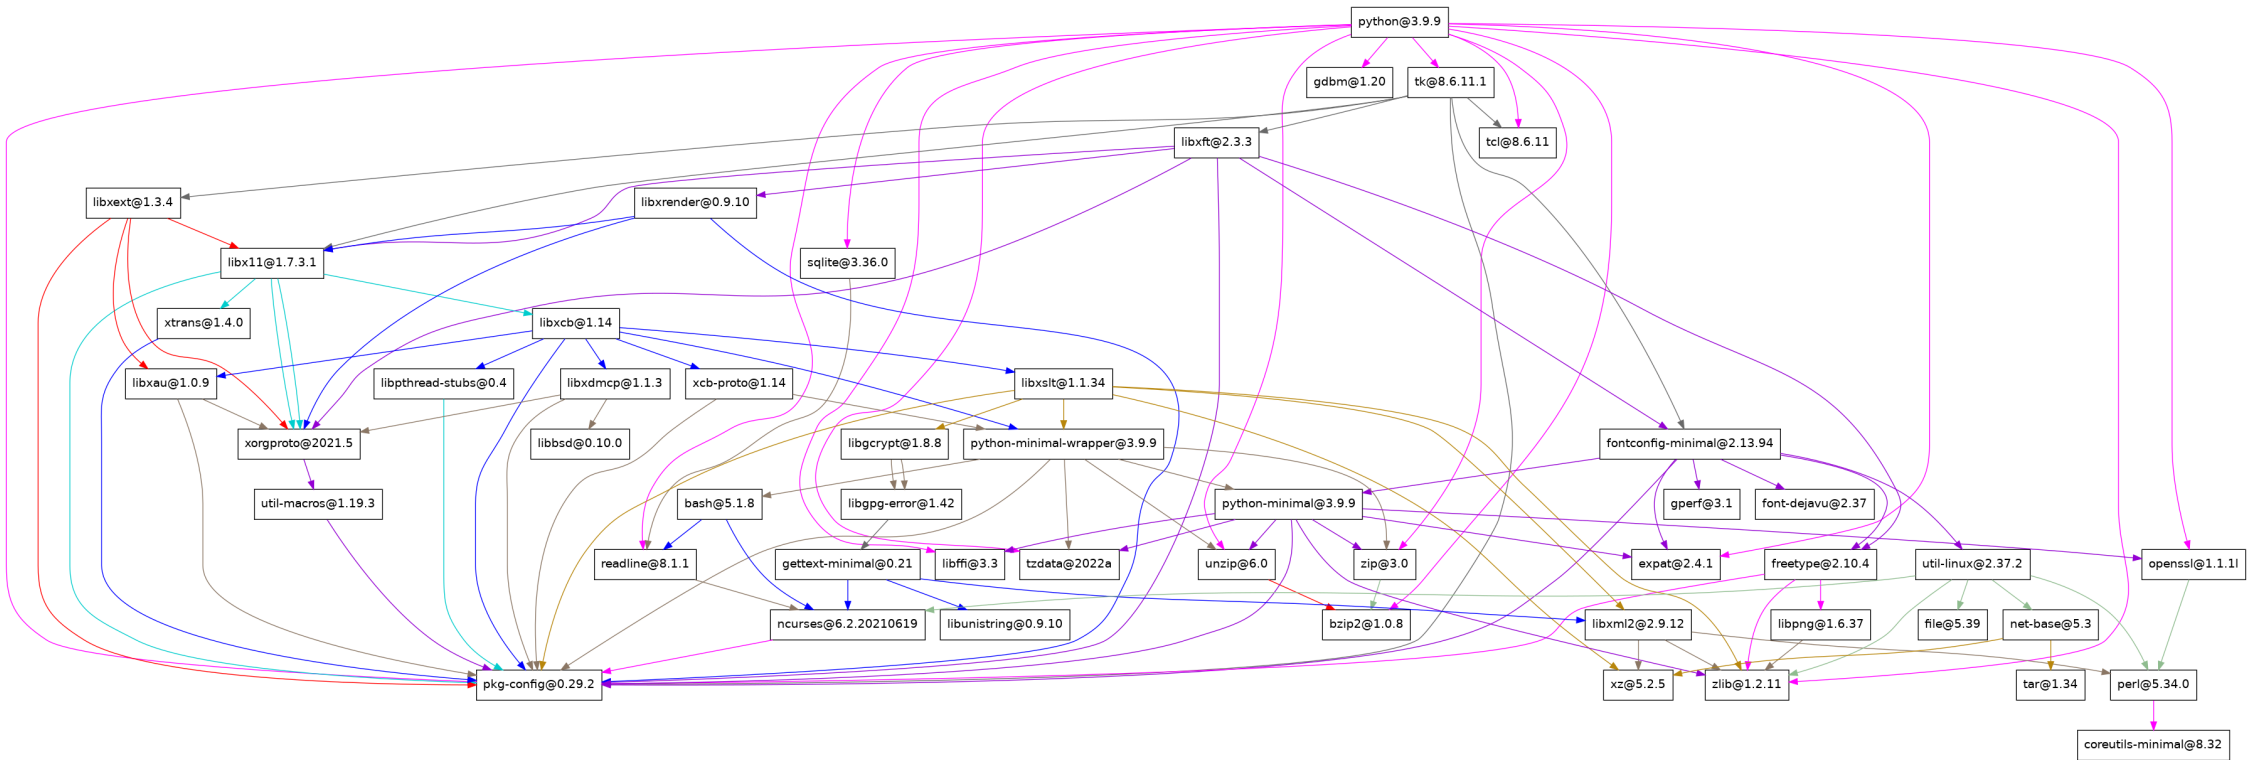 python@3.9.9
gdbm@1.20
tk@8.6.11.1
libxft@2.3.3
tcl@8.6.11
libxext@1.3.4
libxrender@0.9.10
libx11@1.7.3.1
sqlite@3.36.0
xtrans@1.4.0
libxcb@1.14
libxau@1.0.9
libpthread-stubs@0.4
libxdmcp@1.1.3
xcb-proto@1.14
libxslt@1.1.34
xorgproto@2021.5
libbsd@0.10.0
libgcrypt@1.8.8
python-minimal-wrapper@3.9.9
fontconfig-minimal@2.13.94
util-macros@1.19.3
bash@5.1.8
libgpg-error@1.42
python-minimal@3.9.9
gperf@3.1
font-dejavu@2.37
readline@8.1.1
gettext-minimal@0.21
libffi@3.3
tzdata@2022a
unzip@6.0
zip@3.0
expat@2.4.1
freetype@2.10.4
util-linux@2.37.2
openssl@1.1.1l
ncurses@6.2.20210619
libunistring@0.9.10
bzip2@1.0.8
libxml2@2.9.12
libpng@1.6.37
file@5.39
net-base@5.3
pkg-config@0.29.2
xz@5.2.5
zlib@1.2.11
tar@1.34
perl@5.34.0
coreutils-minimal@8.32